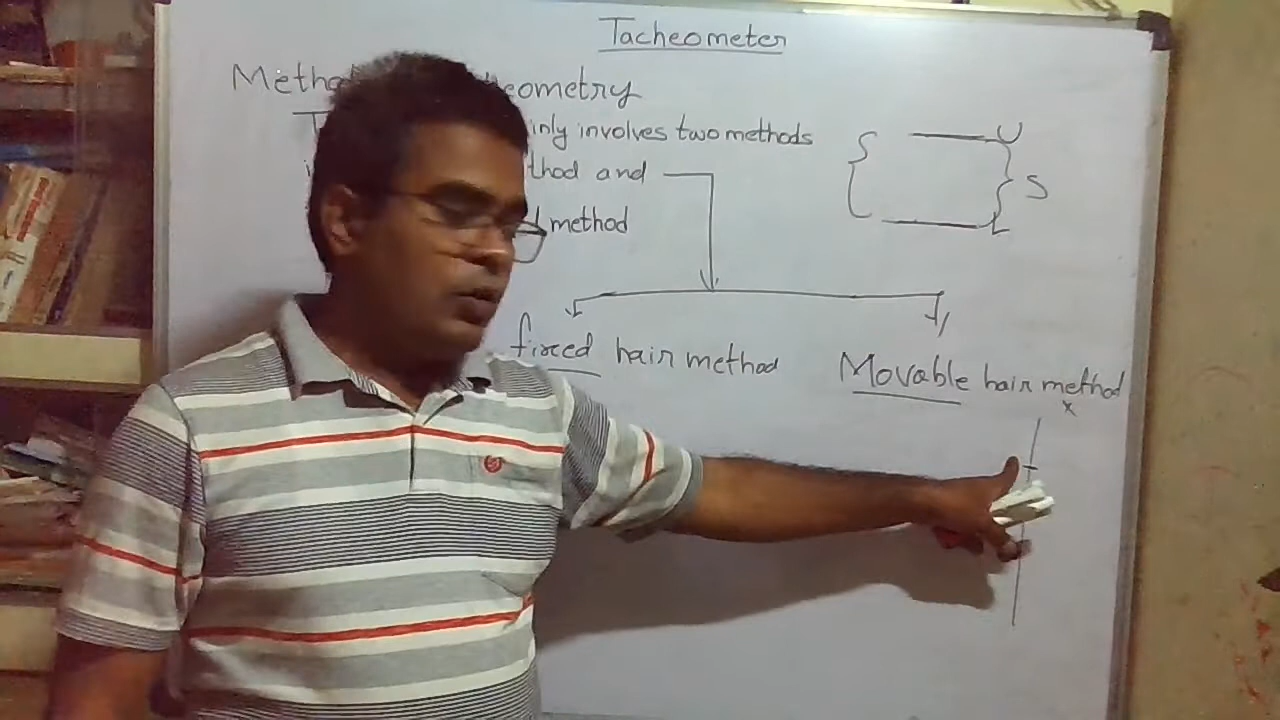 Tacheometer
Metho eometry
T inly involves two methods
i thod and
method
U
S
L
fixed hair method
Movable hair method
x